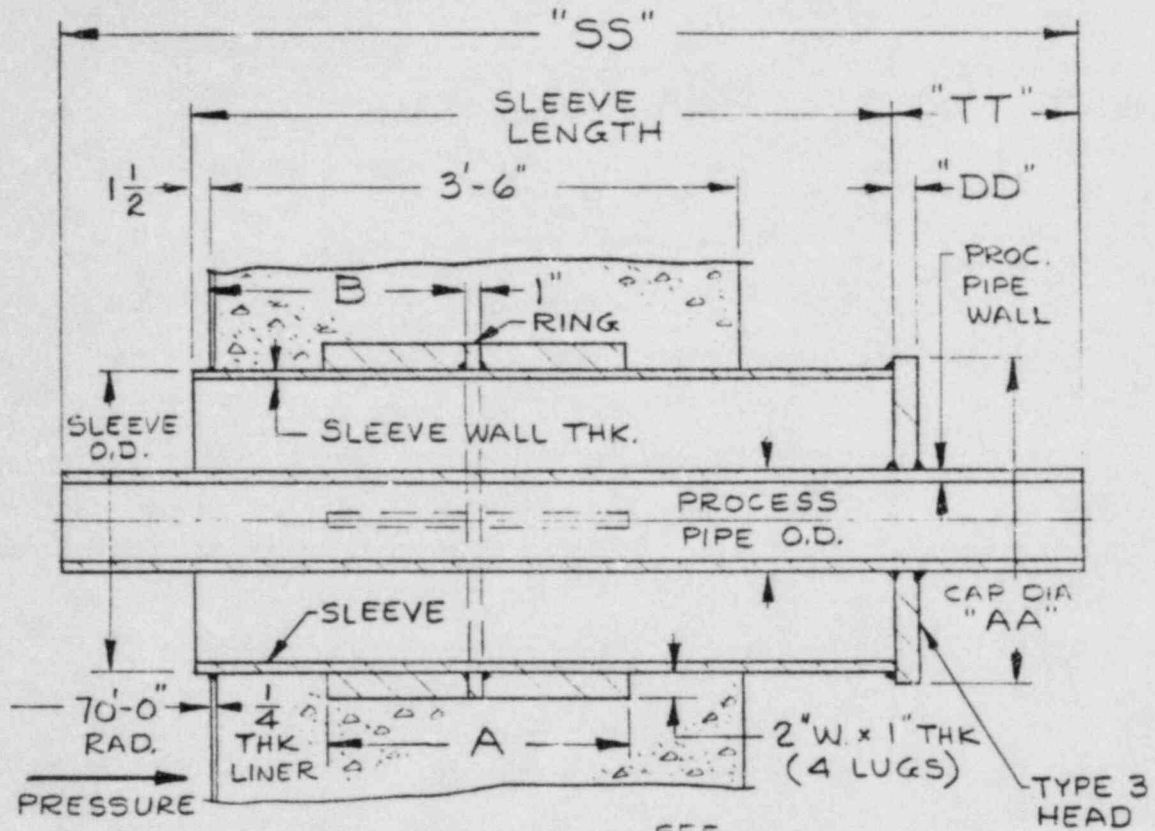 "SS"
SLEEVE
LENGTH
"TT"
1 1/2
3'-6"
"DD"
B
1"
RING
PROC.
PIPE
WALL
SLEEVE
O.D.
SLEEVE WALL THK.
PROCESS
PIPE O.D.
SLEEVE
CAP DIA
"AA"
70'-0"
RAD.
1/4
THK
LINER
A
2"W. x 1" THK
(4 LUGS)
PRESSURE
TYPE 3
HEAD